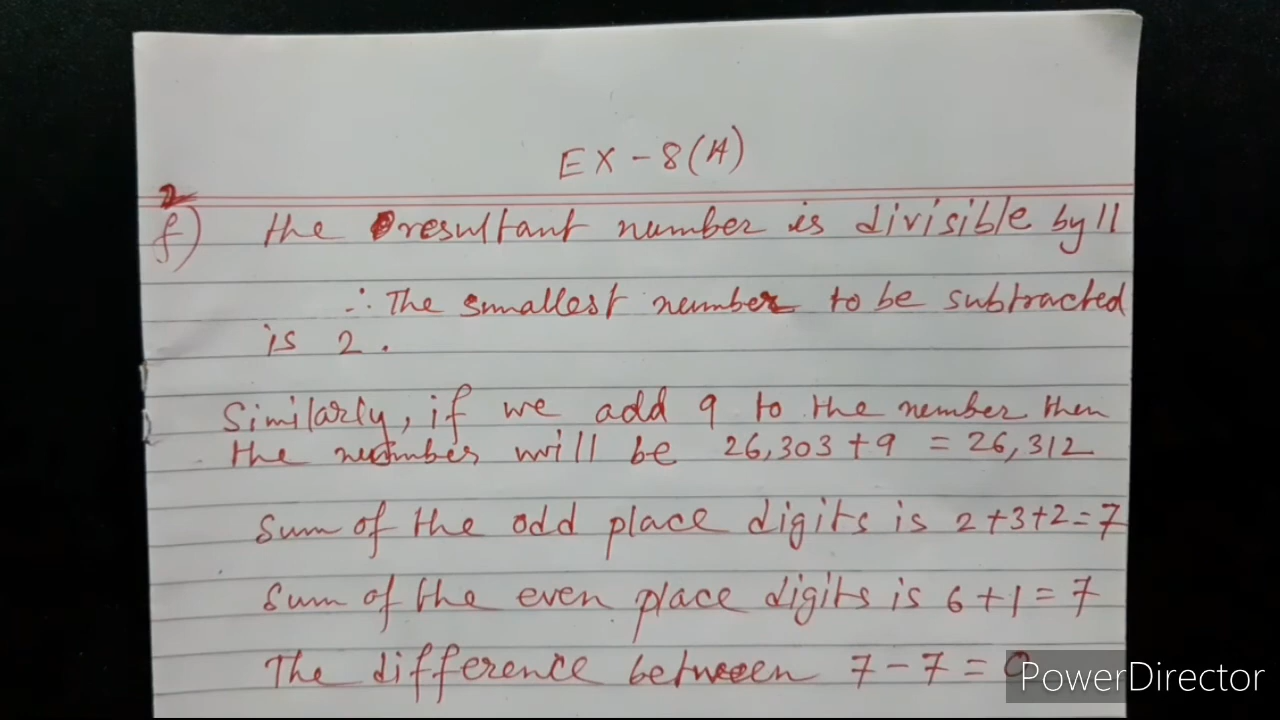 EX-8(A)
2
f) the resultant number is divisible by 11
∴ The smallest number to be subtracted
is 2.
Similarly, if we add 9 to the number then
the number will be 26,303+9 = 26,312
Sum of the odd place digits is 2+3+2=7
Sum of the even place digits is 6+1=7
The difference between 7-7=0
PowerDirector